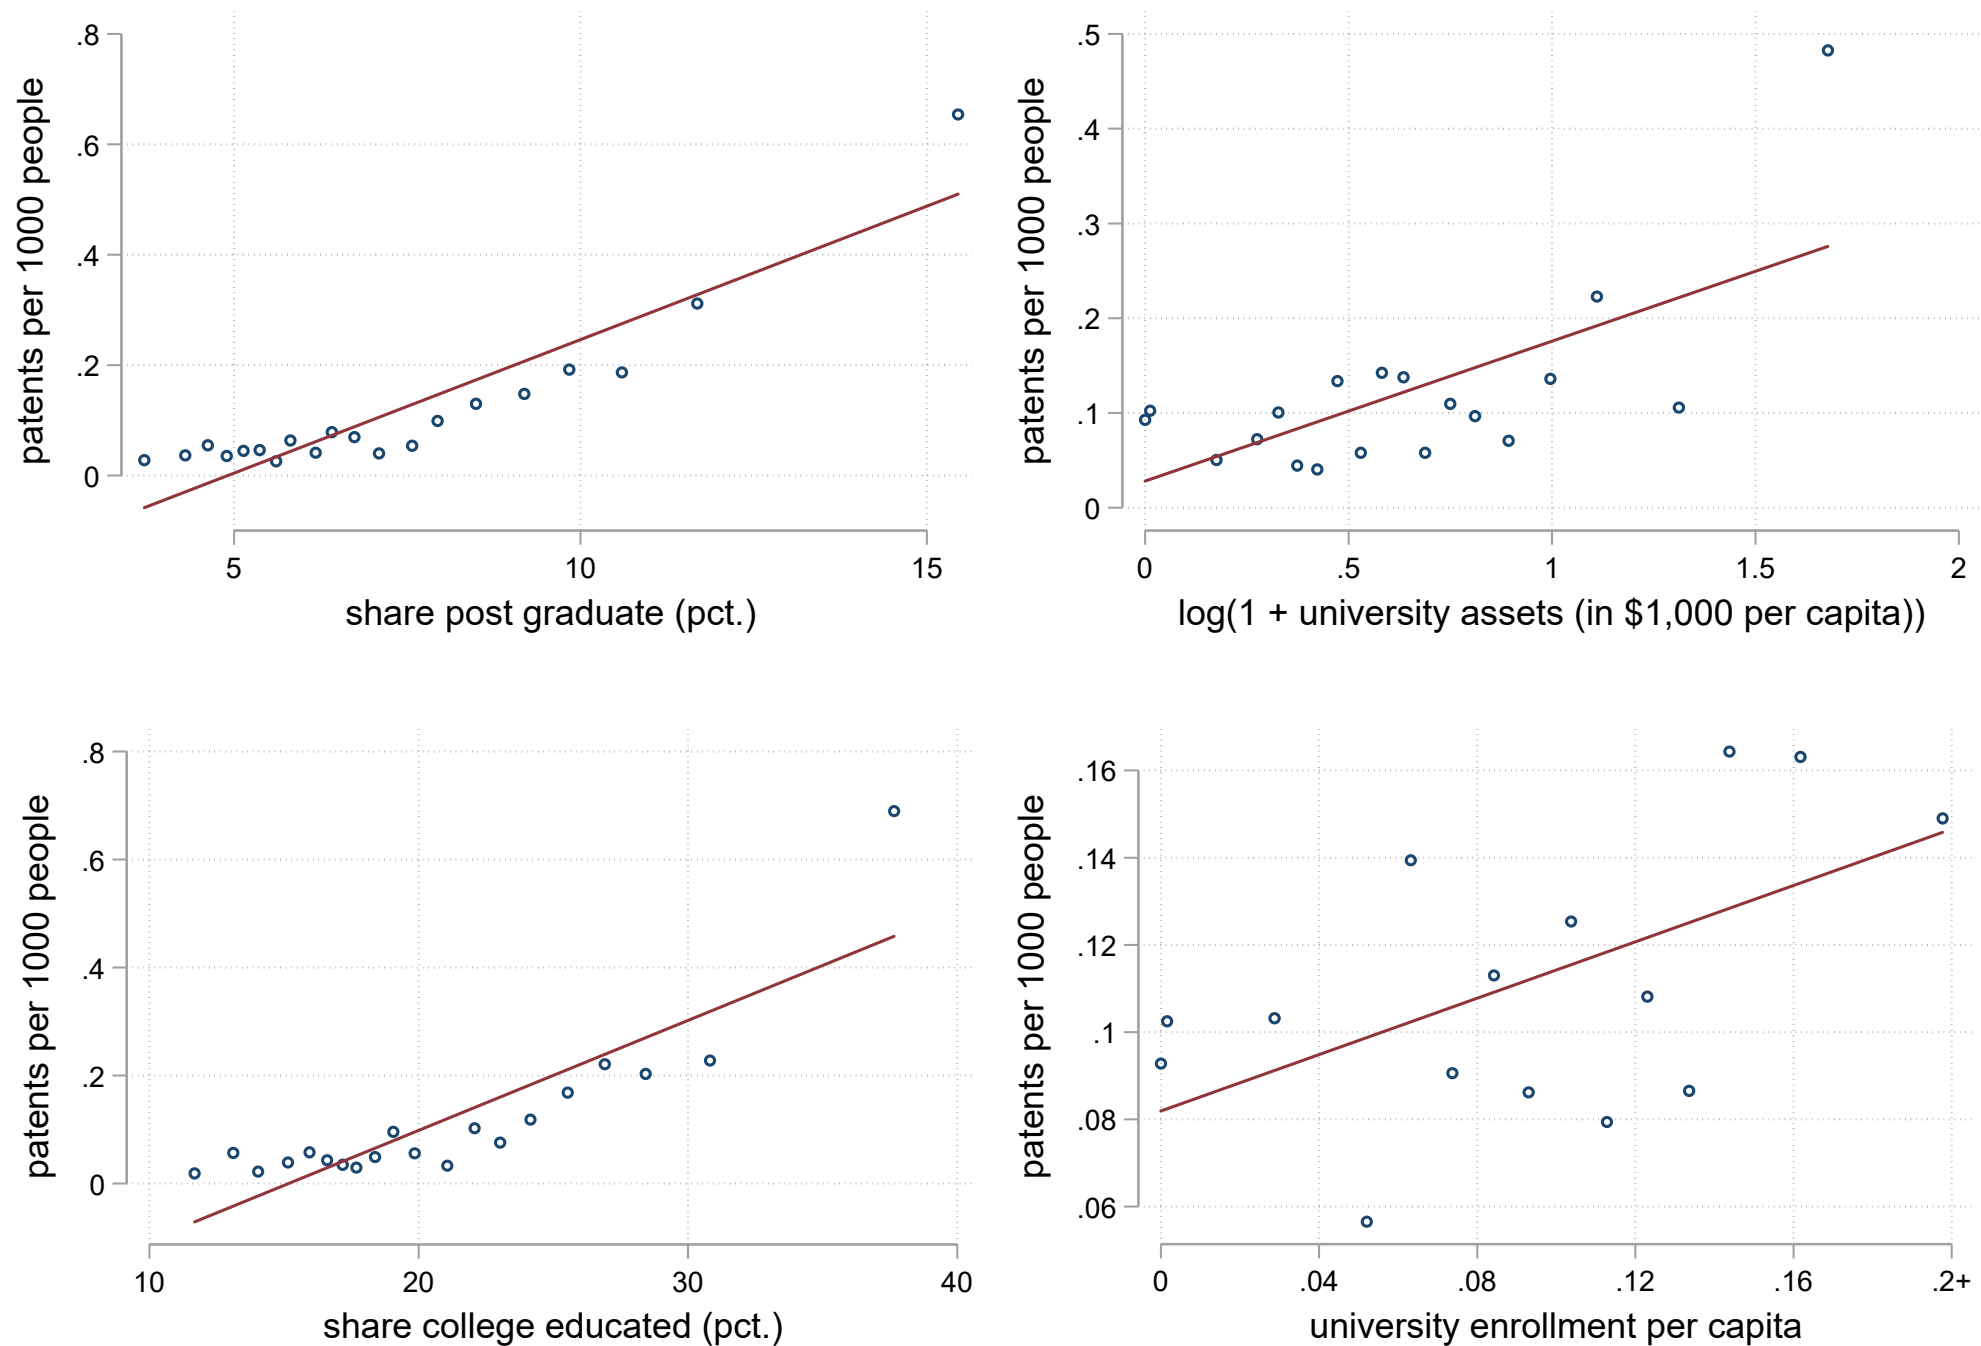 patents per 1000 people
.8
.6
.4
.2
0
5 10 15
share post graduate (pct.)
patents per 1000 people
.5
.4
.3
.2
.1
0
0 .5 1 1.5 2
log(1 + university assets (in $1,000 per capita))
patents per 1000 people
.8
.6
.4
.2
0
10 20 30 40
share college educated (pct.)
patents per 1000 people
.16
.14
.12
.1
.08
.06
0 .04 .08 .12 .16 .2+
university enrollment per capita